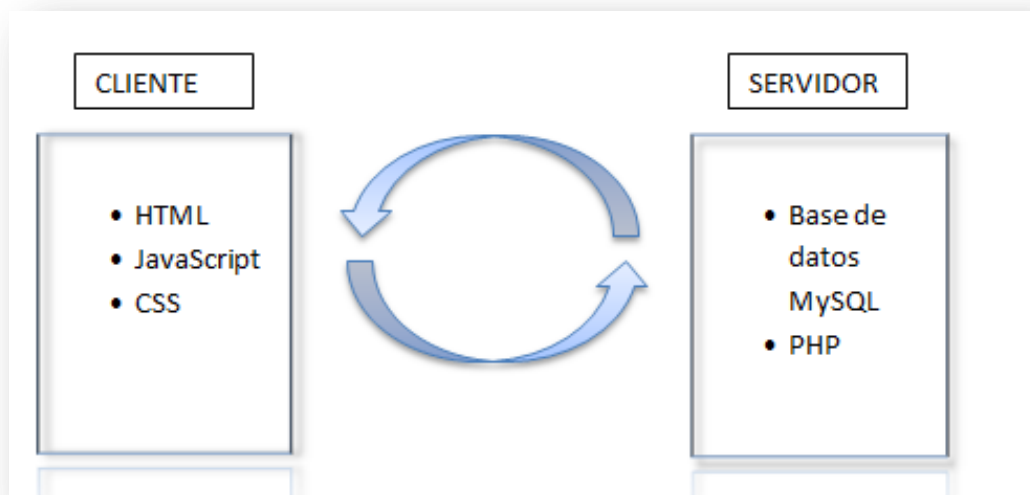 CLIENTE
• HTML
• JavaScript
• CSS
SERVIDOR
• Base de
datos
MySQL
• PHP